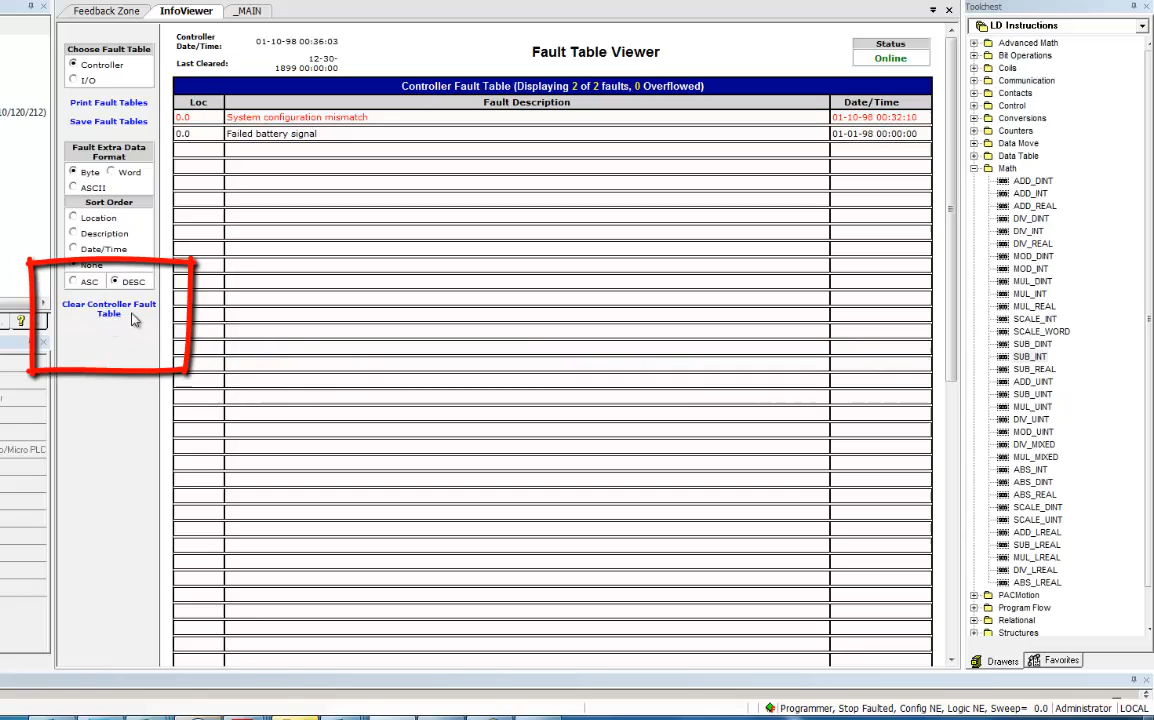 Feedback Zone
InfoViewer
_MAIN
Toolchest
LD Instructions
10/120/212)
o/Micro PLC
Choose Fault Table
Controller
I/O
Print Fault Tables
Save Fault Tables
Fault Extra Data
Format
Byte Word
ASCII
Sort Order
Location
Description
Date/Time
None
ASC DESC
Clear Controller Fault
Table
Controller
Date/Time:
01-10-98 00:36:03
Last Cleared:
12-30-
1899 00:00:00
Fault Table Viewer
Status
Online
Controller Fault Table (Displaying 2 of 2 faults, 0 Overflowed)
Loc Fault Description Date/Time
0.0 System configuration mismatch 01-10-98 00:32:10
0.0 Failed battery signal 01-01-98 00:00:00
Advanced Math
Bit Operations
Coils
Communication
Contacts
Control
Conversions
Counters
Data Move
Data Table
Math
ADD_DINT
ADD_INT
ADD_REAL
DIV_DINT
DIV_INT
DIV_REAL
MOD_DINT
MOD_INT
MUL_DINT
MUL_INT
SCALE_INT
SCALE_WORD
SUB_DINT
SUB_INT
SUB_REAL
ADD_UINT
SUB_UINT
MUL_UINT
DIV_UINT
MOD_UINT
DIV_MIXED
MUL_MIXED
ABS_INT
ABS_DINT
ABS_REAL
SCALE_DINT
SCALE_UINT
ADD_LREAL
SUB_LREAL
MUL_LREAL
DIV_LREAL
ABS_LREAL
PACMotion
Program Flow
Relational
Structures
Drawers
Favorites
Programmer, Stop Faulted, Config NE, Logic NE, Sweep= 0.0 Administrator LOCAL